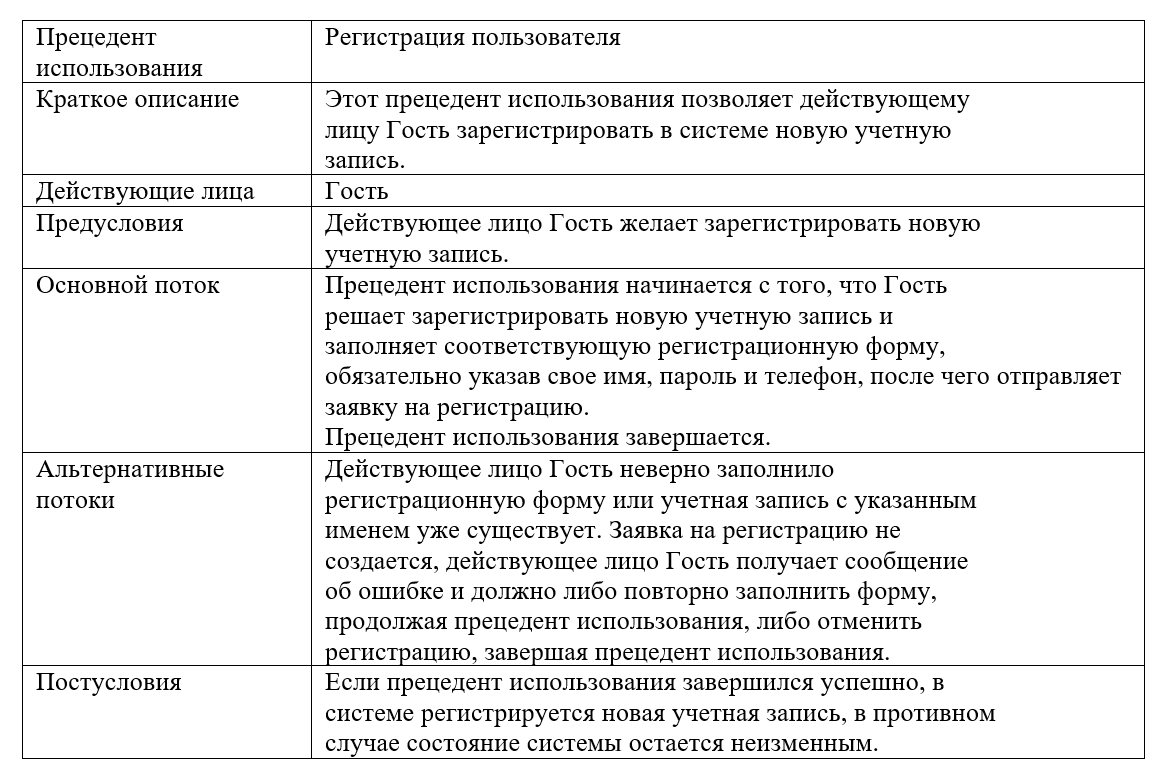 Прецедент
использования
Регистрация пользователя
Краткое описание
Этот прецедент использования позволяет действующему
лицу Гость зарегистрировать в системе новую учетную
запись.
Действующие лица
Гость
Предусловия
Действующее лицо Гость желает зарегистрировать новую
учетную запись.
Основной поток
Прецедент использования начинается с того, что Гость
решает зарегистрировать новую учетную запись и
заполняет соответствующую регистрационную форму,
обязательно указав свое имя, пароль и телефон, после чего отправляет
заявку на регистрацию.
Прецедент использования завершается.
Альтернативные
потоки
Действующее лицо Гость неверно заполнило
регистрационную форму или учетная запись с указанным
именем уже существует. Заявка на регистрацию не
создается, действующее лицо Гость получает сообщение
об ошибке и должно либо повторно заполнить форму,
продолжая прецедент использования, либо отменить
регистрацию, завершая прецедент использования.
Постусловия
Если прецедент использования завершился успешно, в
системе регистрируется новая учетная запись, в противном
случае состояние системы остается неизменным.